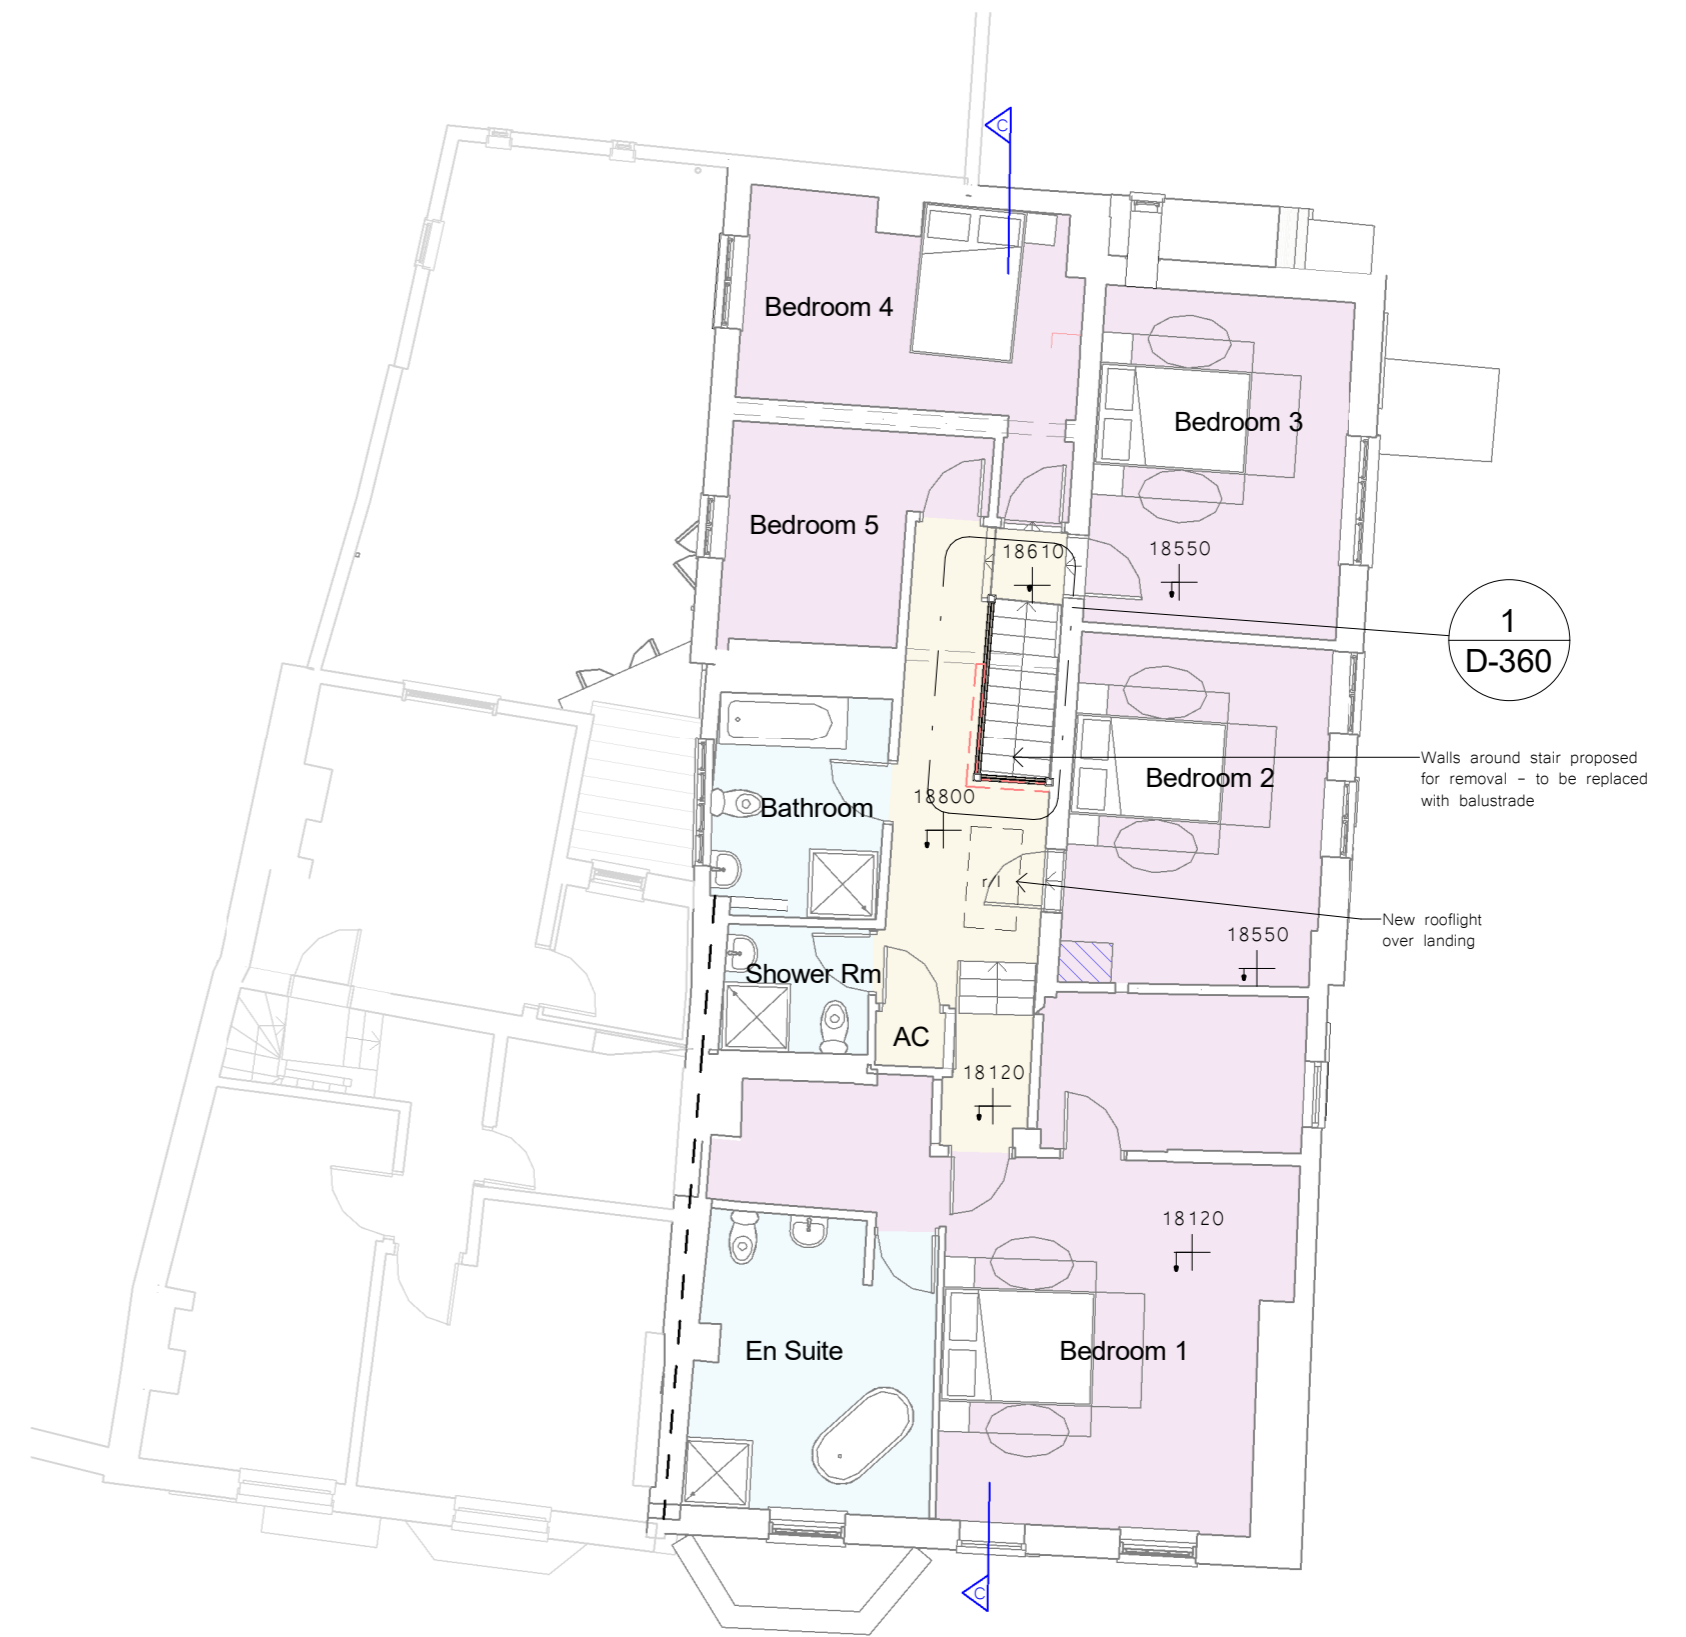 C
Bedroom 4
Bedroom 3
Bedroom 5
18610
18550
1
D-360
Walls around stair proposed
for removal - to be replaced
with balustrade
Bedroom 2
18800
Bathroom
r/l
New rooflight
over landing
18550
Shower Rm
AC
18120
18120
En Suite
Bedroom 1
C